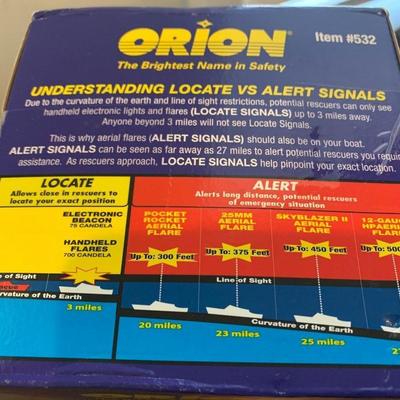 ORION
Item #532
The Brightest Name in Safety
UNDERSTANDING LOCATE VS ALERT SIGNALS
Due to the curvature of the earth and line of sight restrictions, potential rescuers can only see
handheld electronic lights and flares (LOCATE SIGNALS) up to 3 miles away.
Anyone beyond 3 miles will not see Locate Signals.
This is why aerial flares (ALERT SIGNALS) should also be on your boat.
ALERT SIGNALS can be seen as far away as 27 miles to alert potential rescuers you require
assistance. As rescuers approach, LOCATE SIGNALS help pinpoint your exact location.
LOCATE
Allows close in rescuers to
locate your exact position
ALERT
Alerts long distance, potential rescuers
of emergency situation
ELECTRONIC
BEACON
75 CANDELA
HANDHELD
FLARES
700 CANDELA
POCKET
ROCKET
AERIAL
FLARE
Up To: 300 Feet
25MM
AERIAL
FLARE
Up To: 375 Feet
SKYBLAZER II
AERIAL
FLARE
Up To: 450 Feet
12-GAUGE
HP AERIAL
FLARE
Up To: 500
Line of Sight
Line of Sight
Curvature of the Earth
Curvature of the Earth
3 miles
20 miles
23 miles
25 miles